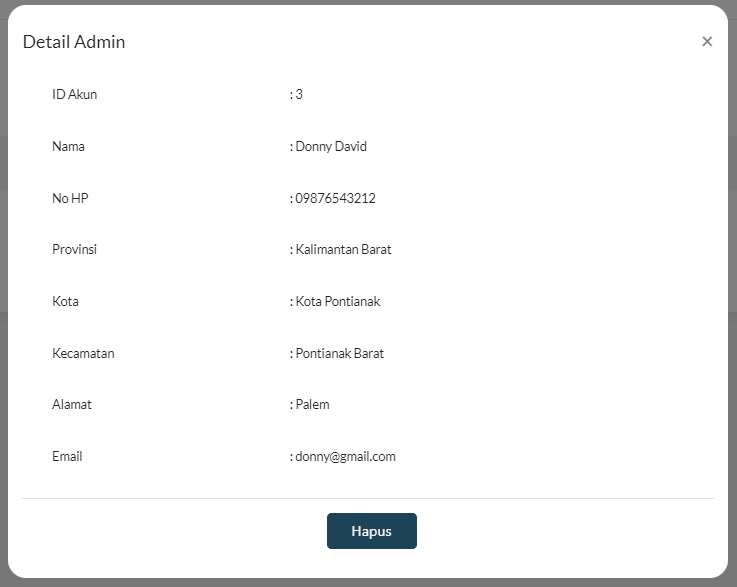 Detail Admin ×
ID Akun : 3
Nama : Donny David
No HP : 09876543212
Provinsi : Kalimantan Barat
Kota : Kota Pontianak
Kecamatan : Pontianak Barat
Alamat : Palem
Email : donny@gmail.com
Hapus